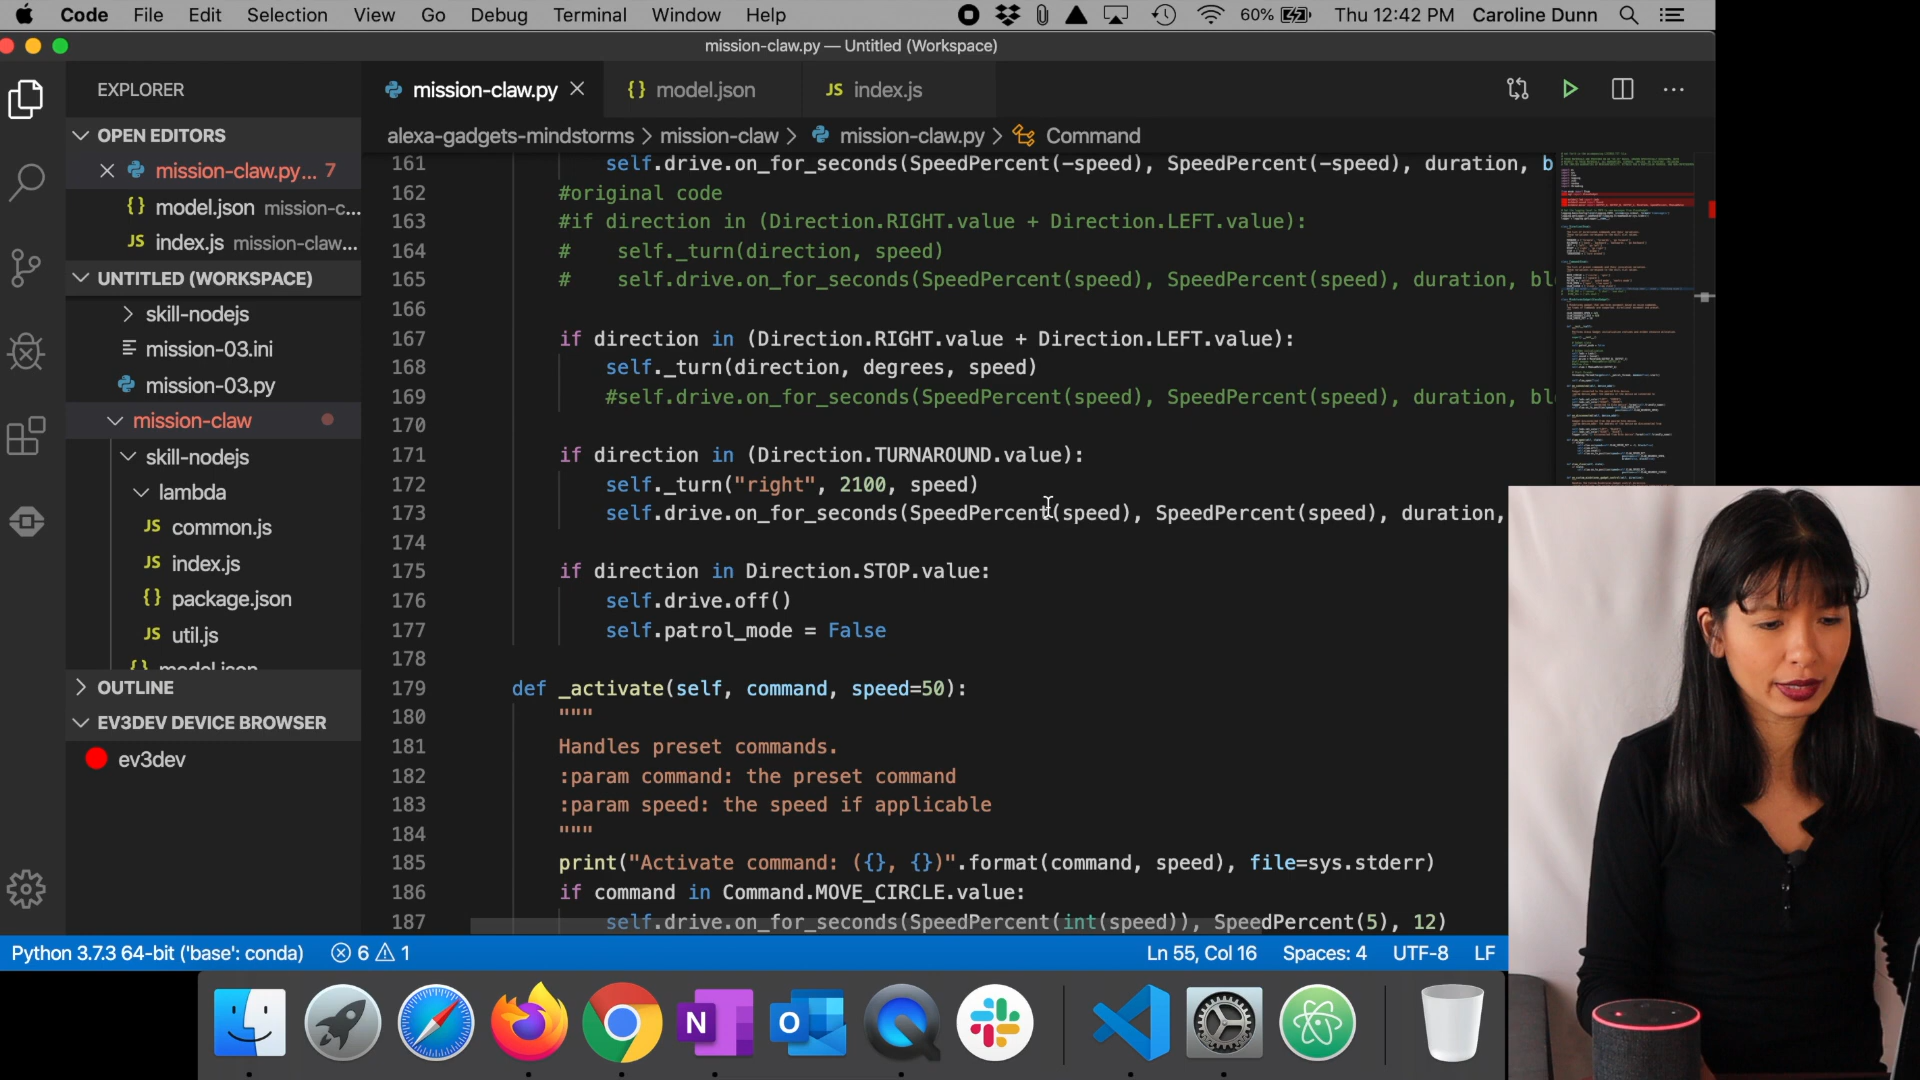 Code File Edit Selection View Go Debug Terminal Window Help 60% Thu 12:42 PM Caroline Dunn
mission-claw.py — Untitled (Workspace)
EXPLORER
OPEN EDITORS
mission-claw.py... 7
{} model.json mission-c...
JS index.js mission-claw...
UNTITLED (WORKSPACE)
skill-nodejs
mission-03.ini
mission-03.py
mission-claw
skill-nodejs
lambda
JS common.js
JS index.js
{} package.json
JS util.js
{} model.json
OUTLINE
EV3DEV DEVICE BROWSER
ev3dev
mission-claw.py
{} model.json
JS index.js
alexa-gadgets-mindstorms > mission-claw > mission-claw.py > Command
161 self.drive.on_for_seconds(SpeedPercent(-speed), SpeedPercent(-speed), duration, b
162 #original code
163 #if direction in (Direction.RIGHT.value + Direction.LEFT.value):
164 # self._turn(direction, speed)
165 # self.drive.on_for_seconds(SpeedPercent(speed), SpeedPercent(speed), duration, bl
166
167 if direction in (Direction.RIGHT.value + Direction.LEFT.value):
168 self._turn(direction, degrees, speed)
169 #self.drive.on_for_seconds(SpeedPercent(speed), SpeedPercent(speed), duration, bl
170
171 if direction in (Direction.TURNAROUND.value):
172 self._turn("right", 2100, speed)
173 self.drive.on_for_seconds(SpeedPercent(speed), SpeedPercent(speed), duration,
174
175 if direction in Direction.STOP.value:
176 self.drive.off()
177 self.patrol_mode = False
178
179 def _activate(self, command, speed=50):
180 """
181 Handles preset commands.
182 :param command: the preset command
183 :param speed: the speed if applicable
184 """
185 print("Activate command: ({}, {})".format(command, speed), file=sys.stderr)
186 if command in Command.MOVE_CIRCLE.value:
187 self.drive.on_for_seconds(SpeedPercent(int(speed)), SpeedPercent(5), 12)
Python 3.7.3 64-bit ('base': conda) 6 1 Ln 55, Col 16 Spaces: 4 UTF-8 LF
N
O